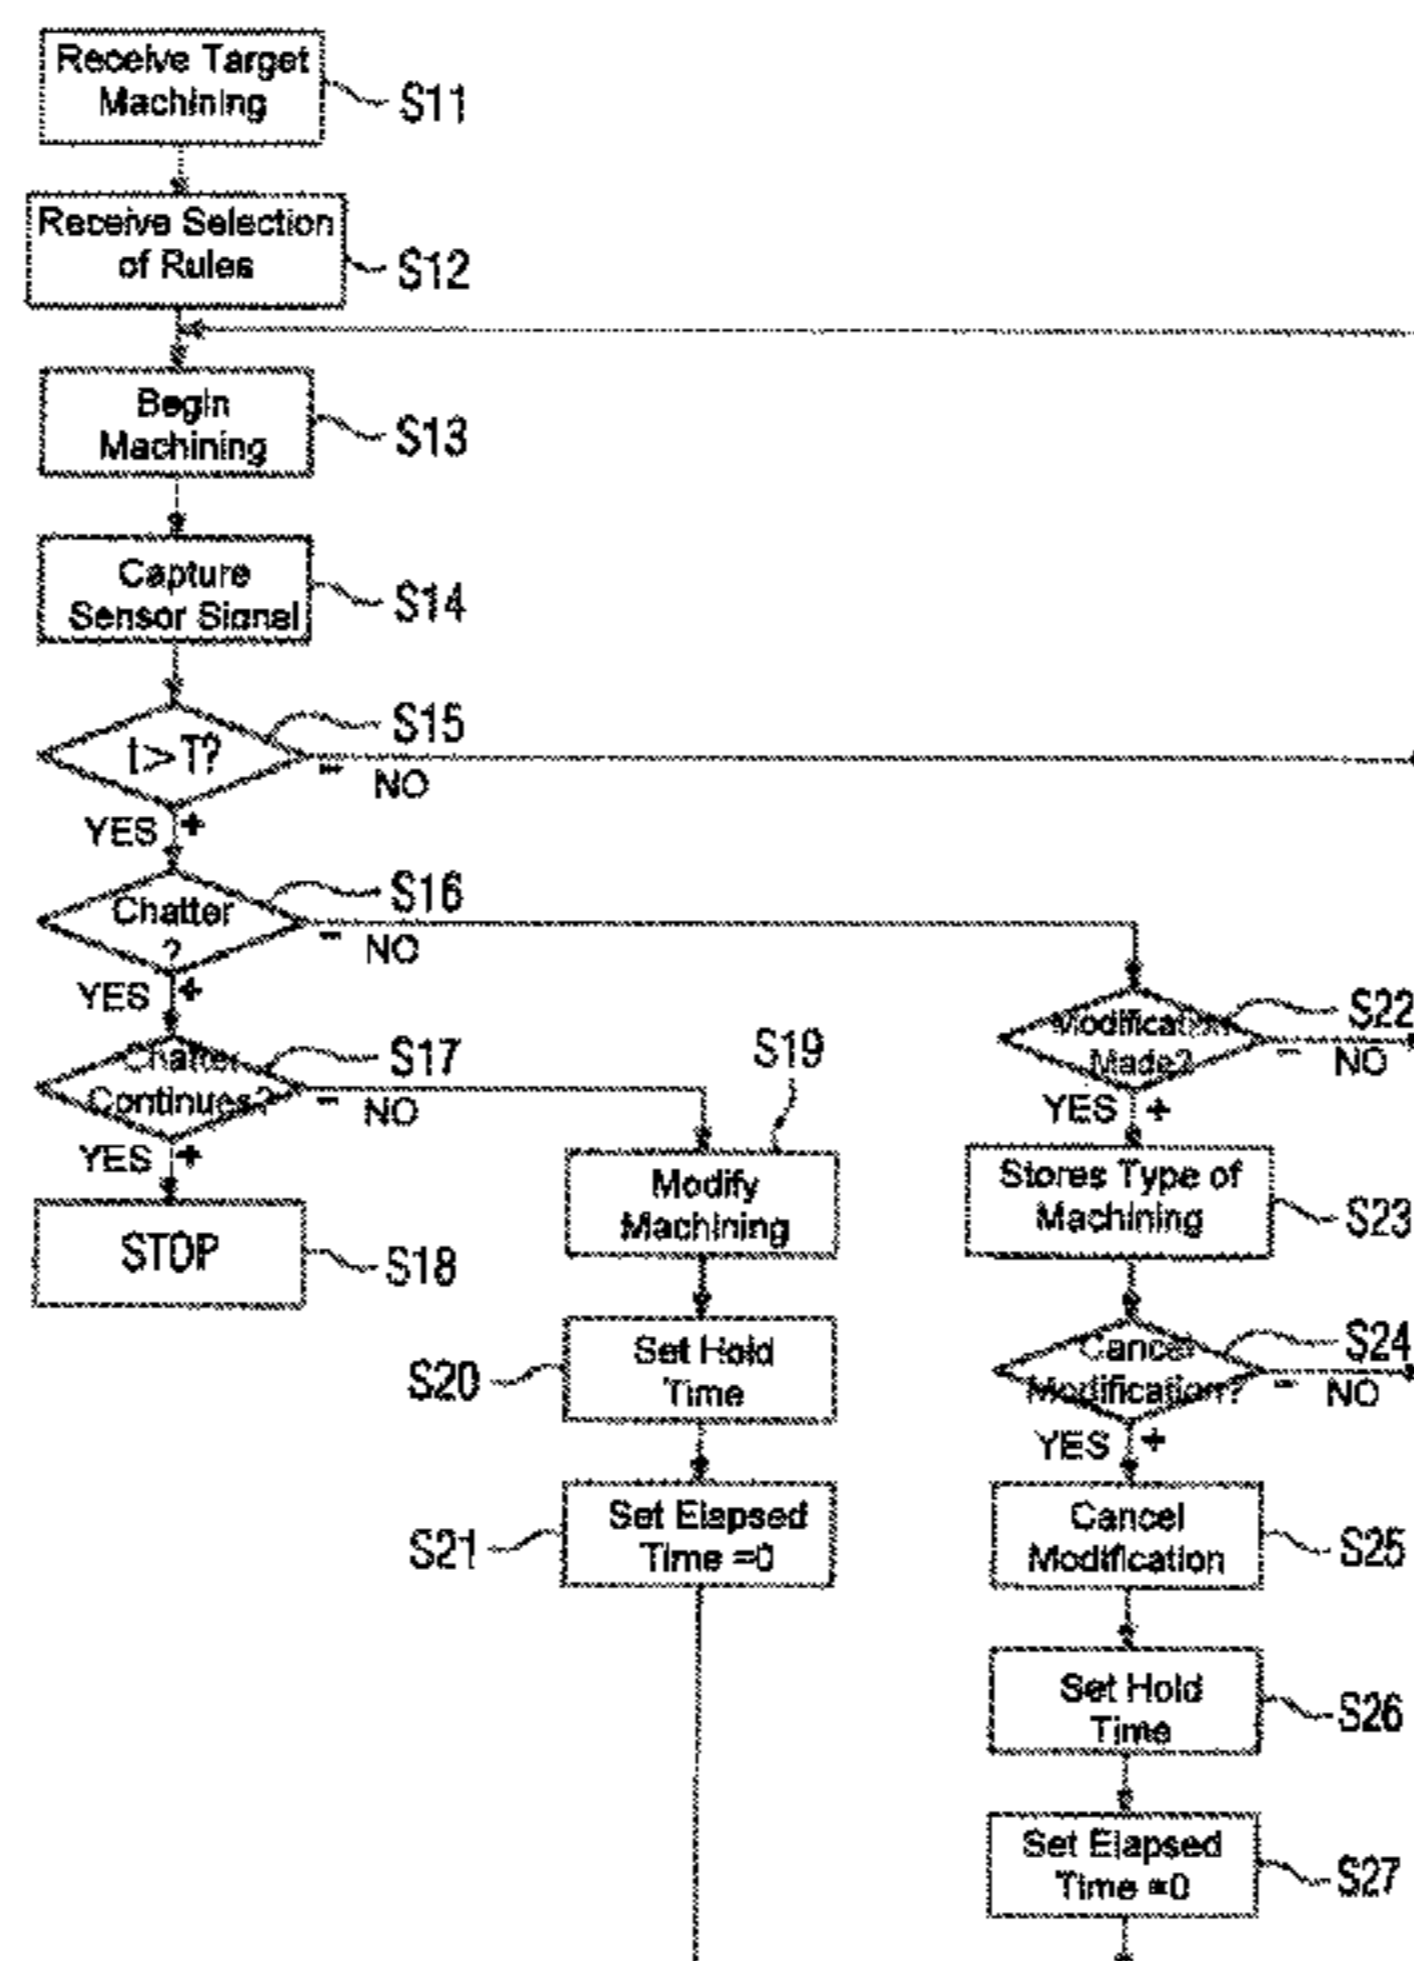 Receive Target
Machining
S11
Receive Selection
of Rules
S12
Begin
Machining
S13
Capture
Sensor Signal
S14
t>T?
S15
NO
YES
Chatter
?
S16
NO
YES
Chatter
Continues?
S17
NO
YES
STOP
S18
S19
Modify
Machining
S20
Set Hold
Time
S21
Set Elapsed
Time =0
Modification
Made?
S22
NO
YES
Stores Type of
Machining
S23
Cancel
Modification?
S24
NO
YES
Cancel
Modification
S25
Set Hold
Time
S26
Set Elapsed
Time =0
S27